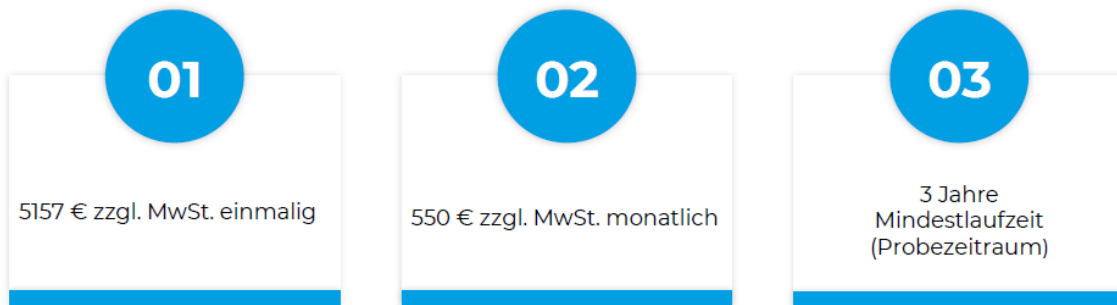 01
5157 € zzgl. MwSt. einmalig
02
550 € zzgl. MwSt. monatlich
03
3 Jahre
Mindestlaufzeit
(Probezeitraum)